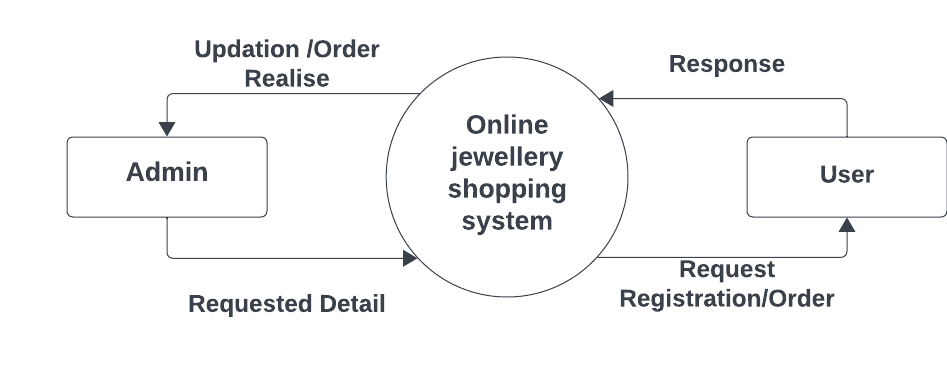 Updation /Order
Realise
Response
Online
jewellery
shopping
system
Admin
User
Request
Registration/Order
Requested Detail